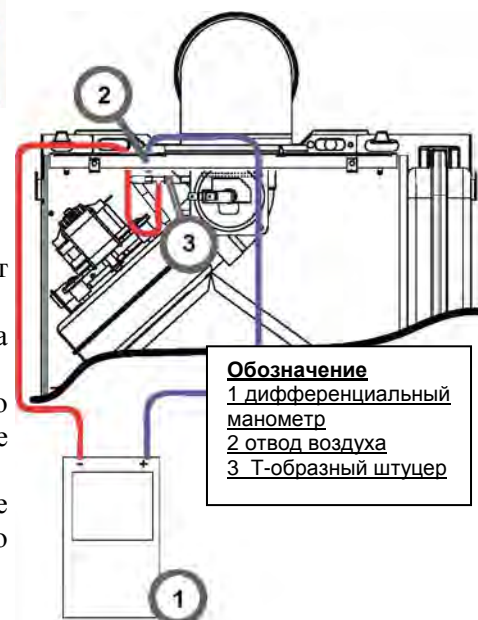 2
3
т
а
о
е
е
о
Обозначение
1 дифференциальный
манометр
2 отвод воздуха
3 Т-образный штуцер
- +
1